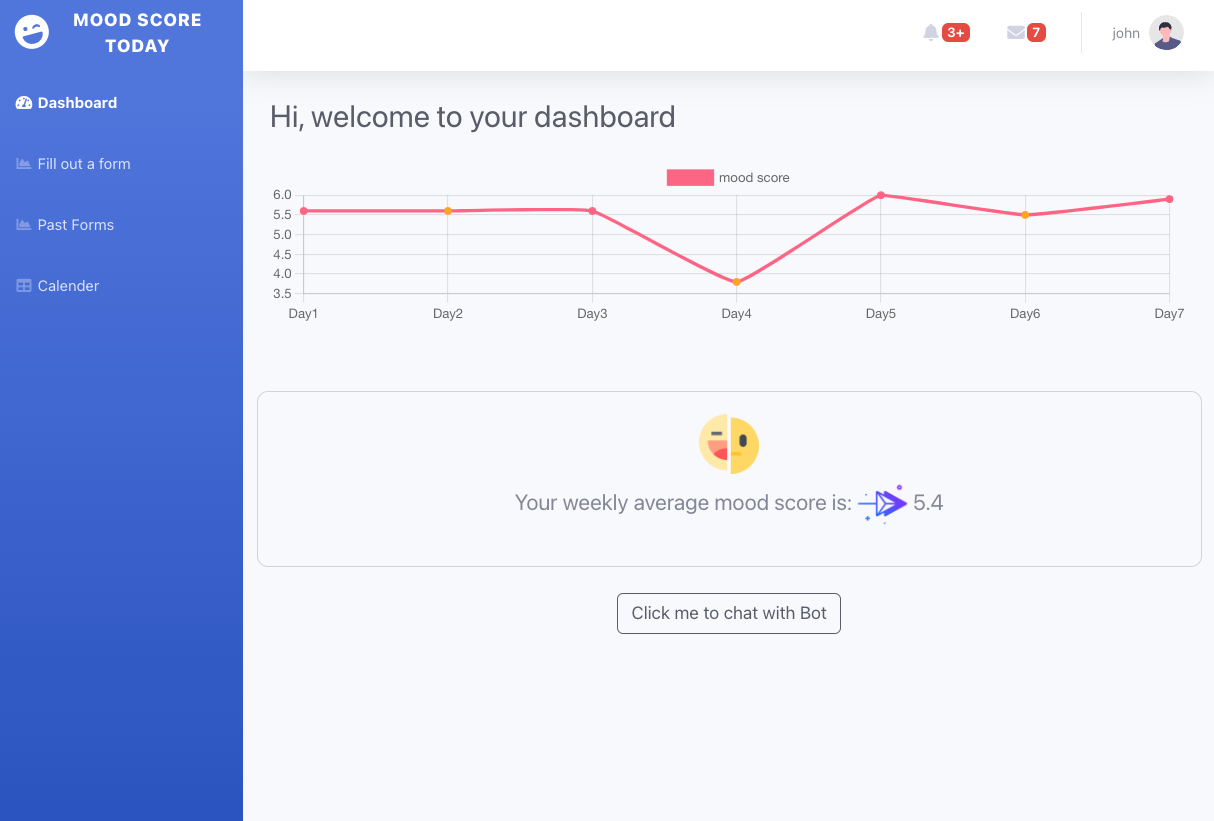 MOOD SCORE
TODAY
3+
7
john
Dashboard
Fill out a form
Past Forms
Calender
Hi, welcome to your dashboard
mood score
6.0
5.5
5.0
4.5
4.0
3.5
Day1 Day2 Day3 Day4 Day5 Day6 Day7
Your weekly average mood score is: 5.4
Click me to chat with Bot